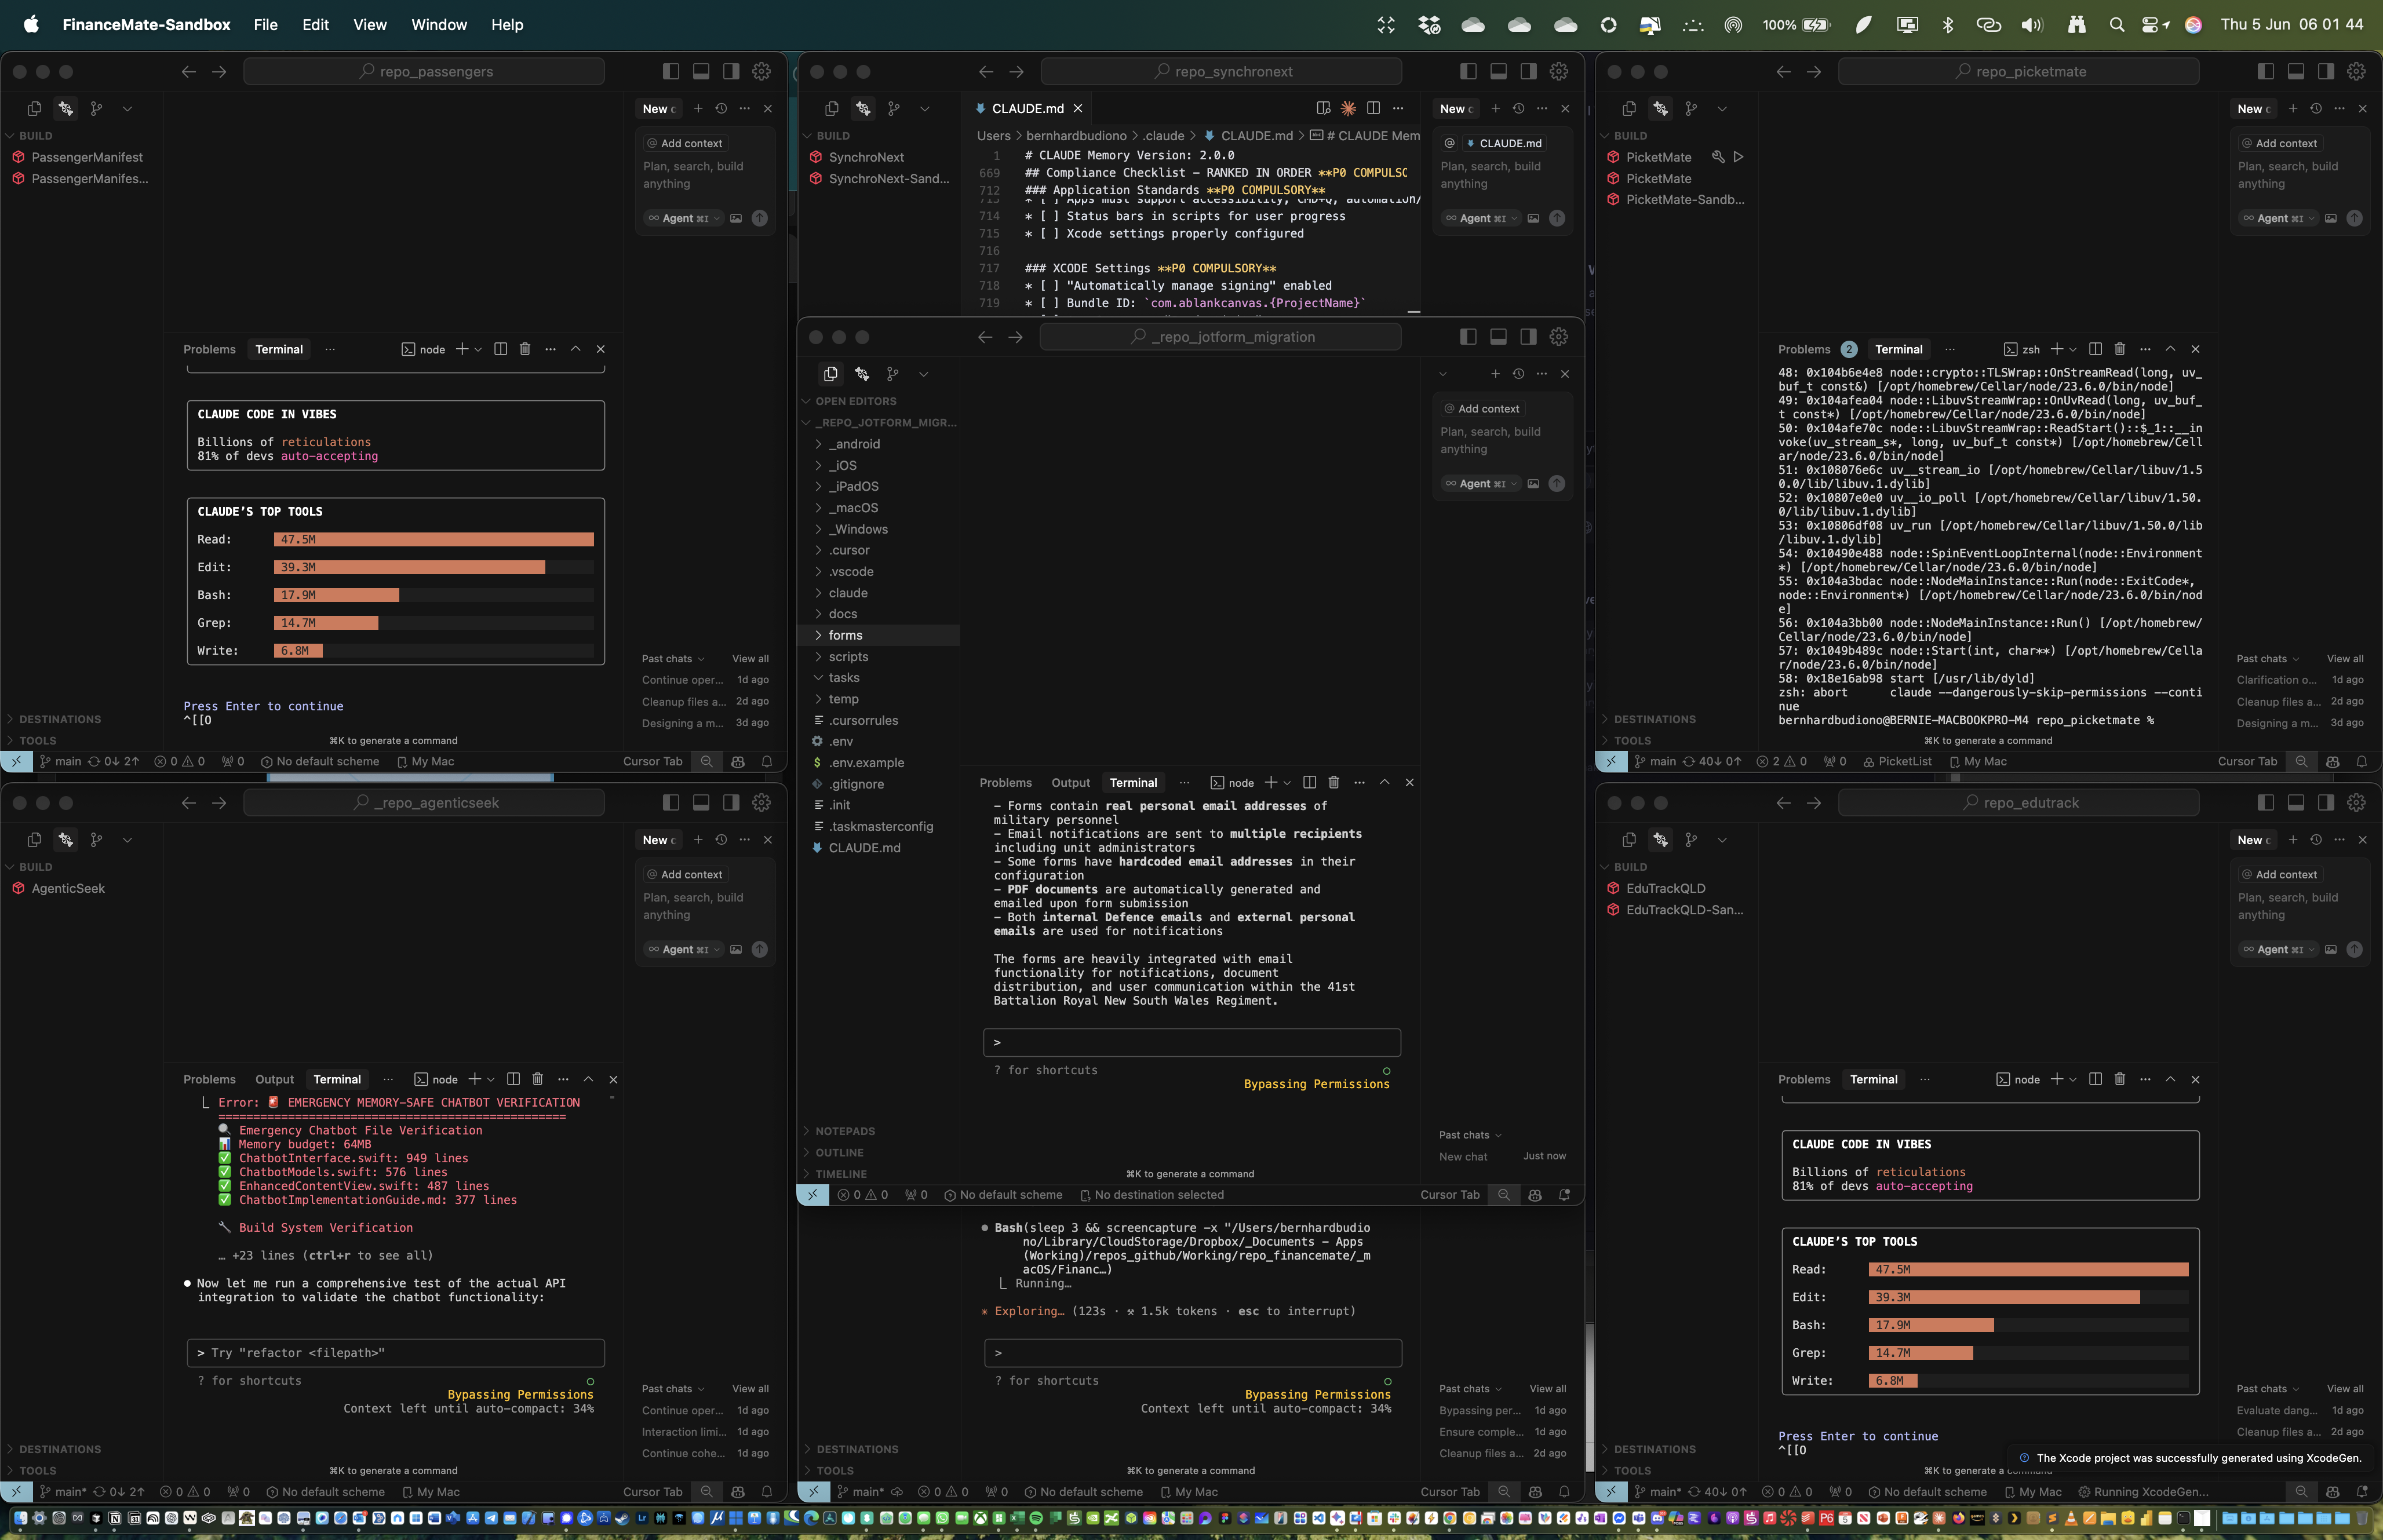 FinanceMate-Sandbox File Edit View Window Help
100%
Thu 5 Jun 06 01 44
repo_passengers
New c
BUILD
PassengerManifest
PassengerManifes...
Add context
Plan, search, build
anything
Agent ⌘I
Problems Terminal ... node
CLAUDE CODE IN VIBES
Billions of reticulations
81% of devs auto-accepting
CLAUDE'S TOP TOOLS
Read: 47.5M
Edit: 39.3M
Bash: 17.9M
Grep: 14.7M
Write: 6.8M
Press Enter to continue
^[[O
Past chats View all
Continue oper... 1d ago
Cleanup files a... 2d ago
Designing a m... 3d ago
DESTINATIONS
TOOLS
⌘K to generate a command
main 0↓ 2↑ 0 0 0 No default scheme My Mac Cursor Tab
repo_synchronext
BUILD
SynchroNext
SynchroNext-Sand...
CLAUDE.md
New c
Users > bernhardbudiono > .claude > CLAUDE.md > # CLAUDE Mem
1 # CLAUDE Memory Version: 2.0.0
669 ## Compliance Checklist – RANKED IN ORDER **P0 COMPULSC
712 ### Application Standards **P0 COMPULSORY**
713 * [ ] Apps must support accessibility, CMD+Q, automation/
714 * [ ] Status bars in scripts for user progress
715 * [ ] Xcode settings properly configured
716
717 ### XCODE Settings **P0 COMPULSORY**
718 * [ ] "Automatically manage signing" enabled
719 * [ ] Bundle ID: `com.ablankcanvas.{ProjectName}`
@ CLAUDE.md
Plan, search, build
anything
Agent ⌘I
repo_picketmate
New c
BUILD
PicketMate
PicketMate
PicketMate-Sandb...
Add context
Plan, search, build
anything
Agent ⌘I
Problems 2 Terminal ... zsh
48: 0x104b6e4e8 node::crypto::TLSWrap::OnStreamRead(long, uv_
buf_t const&) [/opt/homebrew/Cellar/node/23.6.0/bin/node]
49: 0x104afea04 node::LibuvStreamWrap::OnUvRead(long, uv_buf_
t const*) [/opt/homebrew/Cellar/node/23.6.0/bin/node]
50: 0x104afe70c node::LibuvStreamWrap::ReadStart()::$_1::__in
voke(uv_stream_s*, long, uv_buf_t const*) [/opt/homebrew/Cell
ar/node/23.6.0/bin/node]
51: 0x108076e6c uv__stream_io [/opt/homebrew/Cellar/libuv/1.5
0.0/lib/libuv.1.dylib]
52: 0x10807e0e0 uv__io_poll [/opt/homebrew/Cellar/libuv/1.50.
0/lib/libuv.1.dylib]
53: 0x10806df08 uv_run [/opt/homebrew/Cellar/libuv/1.50.0/lib
/libuv.1.dylib]
54: 0x10490e488 node::SpinEventLoopInternal(node::Environment
*) [/opt/homebrew/Cellar/node/23.6.0/bin/node]
55: 0x104a3bdac node::NodeMainInstance::Run(node::ExitCode*,
node::Environment*) [/opt/homebrew/Cellar/node/23.6.0/bin/nod
e]
56: 0x104a3bb00 node::NodeMainInstance::Run() [/opt/homebrew/
Cellar/node/23.6.0/bin/node]
57: 0x1049b489c node::Start(int, char**) [/opt/homebrew/Cella
r/node/23.6.0/bin/node]
58: 0x18e16ab98 start [/usr/lib/dyld]
zsh: abort claude --dangerously-skip-permissions --conti
nue
bernhardbudiono@BERNIE-MACBOOKPRO-M4 repo_picketmate %
Past chats View all
Clarification o... 1d ago
Cleanup files a... 2d ago
Designing a m... 3d ago
DESTINATIONS
TOOLS
⌘K to generate a command
main 40↓ 0↑ 2 0 0 PicketList My Mac Cursor Tab
_repo_jotform_migration
OPEN EDITORS
_REPO_JOTFORM_MIGR...
_android
_iOS
_iPadOS
_macOS
_Windows
.cursor
.vscode
claude
docs
forms
scripts
tasks
temp
.cursorrules
.env
.env.example
.gitignore
.init
.taskmasterconfig
CLAUDE.md
Add context
Plan, search, build
anything
Agent ⌘I
Problems Output Terminal ... node
– Forms contain real personal email addresses of
military personnel
– Email notifications are sent to multiple recipients
including unit administrators
– Some forms have hardcoded email addresses in their
configuration
– PDF documents are automatically generated and
emailed upon form submission
– Both internal Defence emails and external personal
emails are used for notifications
The forms are heavily integrated with email
functionality for notifications, document
distribution, and user communication within the 41st
Battalion Royal New South Wales Regiment.
>
? for shortcuts
Bypassing Permissions
NOTEPADS
OUTLINE
TIMELINE
Past chats
New chat Just now
⌘K to generate a command
0 0 0 No default scheme No destination selected Cursor Tab
_repo_agenticseek
New c
BUILD
AgenticSeek
Add context
Plan, search, build
anything
Agent ⌘I
Problems Output Terminal ... node
Error: 🚨 EMERGENCY MEMORY-SAFE CHATBOT VERIFICATION
==================================================
🔍 Emergency Chatbot File Verification
📊 Memory budget: 64MB
✅ ChatbotInterface.swift: 949 lines
✅ ChatbotModels.swift: 576 lines
✅ EnhancedContentView.swift: 487 lines
✅ ChatbotImplementationGuide.md: 377 lines
🔧 Build System Verification
… +23 lines (ctrl+r to see all)
Now let me run a comprehensive test of the actual API
integration to validate the chatbot functionality:
> Try "refactor <filepath>"
? for shortcuts
Bypassing Permissions
Context left until auto-compact: 34%
Past chats View all
Continue oper... 1d ago
Interaction limi... 1d ago
Continue cohe... 1d ago
DESTINATIONS
TOOLS
⌘K to generate a command
main* 0↓ 2↑ 0 0 0 No default scheme My Mac Cursor Tab
Bash(sleep 3 && screencapture -x "/Users/bernhardbudio
no/Library/CloudStorage/Dropbox/_Documents – Apps
(Working)/repos_github/Working/repo_financemate/_m
acOS/Financ…)
Running…
Exploring… (123s · ⚒ 1.5k tokens · esc to interrupt)
>
? for shortcuts
Bypassing Permissions
Context left until auto-compact: 34%
Past chats View all
Bypassing per... 1d ago
Ensure comple... 1d ago
Cleanup files a... 2d ago
DESTINATIONS
TOOLS
⌘K to generate a command
main* 0 0 0 No default scheme My Mac Cursor Tab
repo_edutrack
New c
BUILD
EduTrackQLD
EduTrackQLD-San...
Add context
Plan, search, build
anything
Agent ⌘I
Problems Terminal ... node
CLAUDE CODE IN VIBES
Billions of reticulations
81% of devs auto-accepting
CLAUDE'S TOP TOOLS
Read: 47.5M
Edit: 39.3M
Bash: 17.9M
Grep: 14.7M
Write: 6.8M
Press Enter to continue
^[[O
Past chats View all
Evaluate dang... 1d ago
Cleanup files a... 2d ago
The Xcode project was successfully generated using XcodeGen.
DESTINATIONS
TOOLS
⌘K to generate a command
main* 40↓ 0↑ 0 0 0 No default scheme My Mac Running XcodeGen...